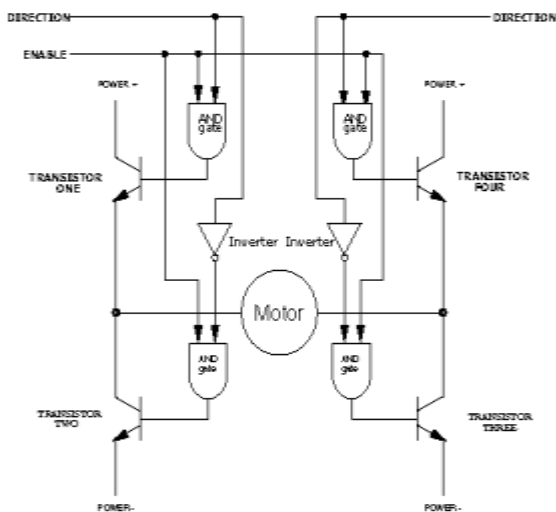 DIRECTION
DIRECTION
ENABLE
POWER +
POWER +
AND
gate
AND
gate
TRANSISTOR
ONE
TRANSISTOR
FOUR
Inverter Inverter
Motor
AND
gate
AND
gate
TRANSISTOR
TWO
TRANSISTOR
THREE
POWER-
POWER-